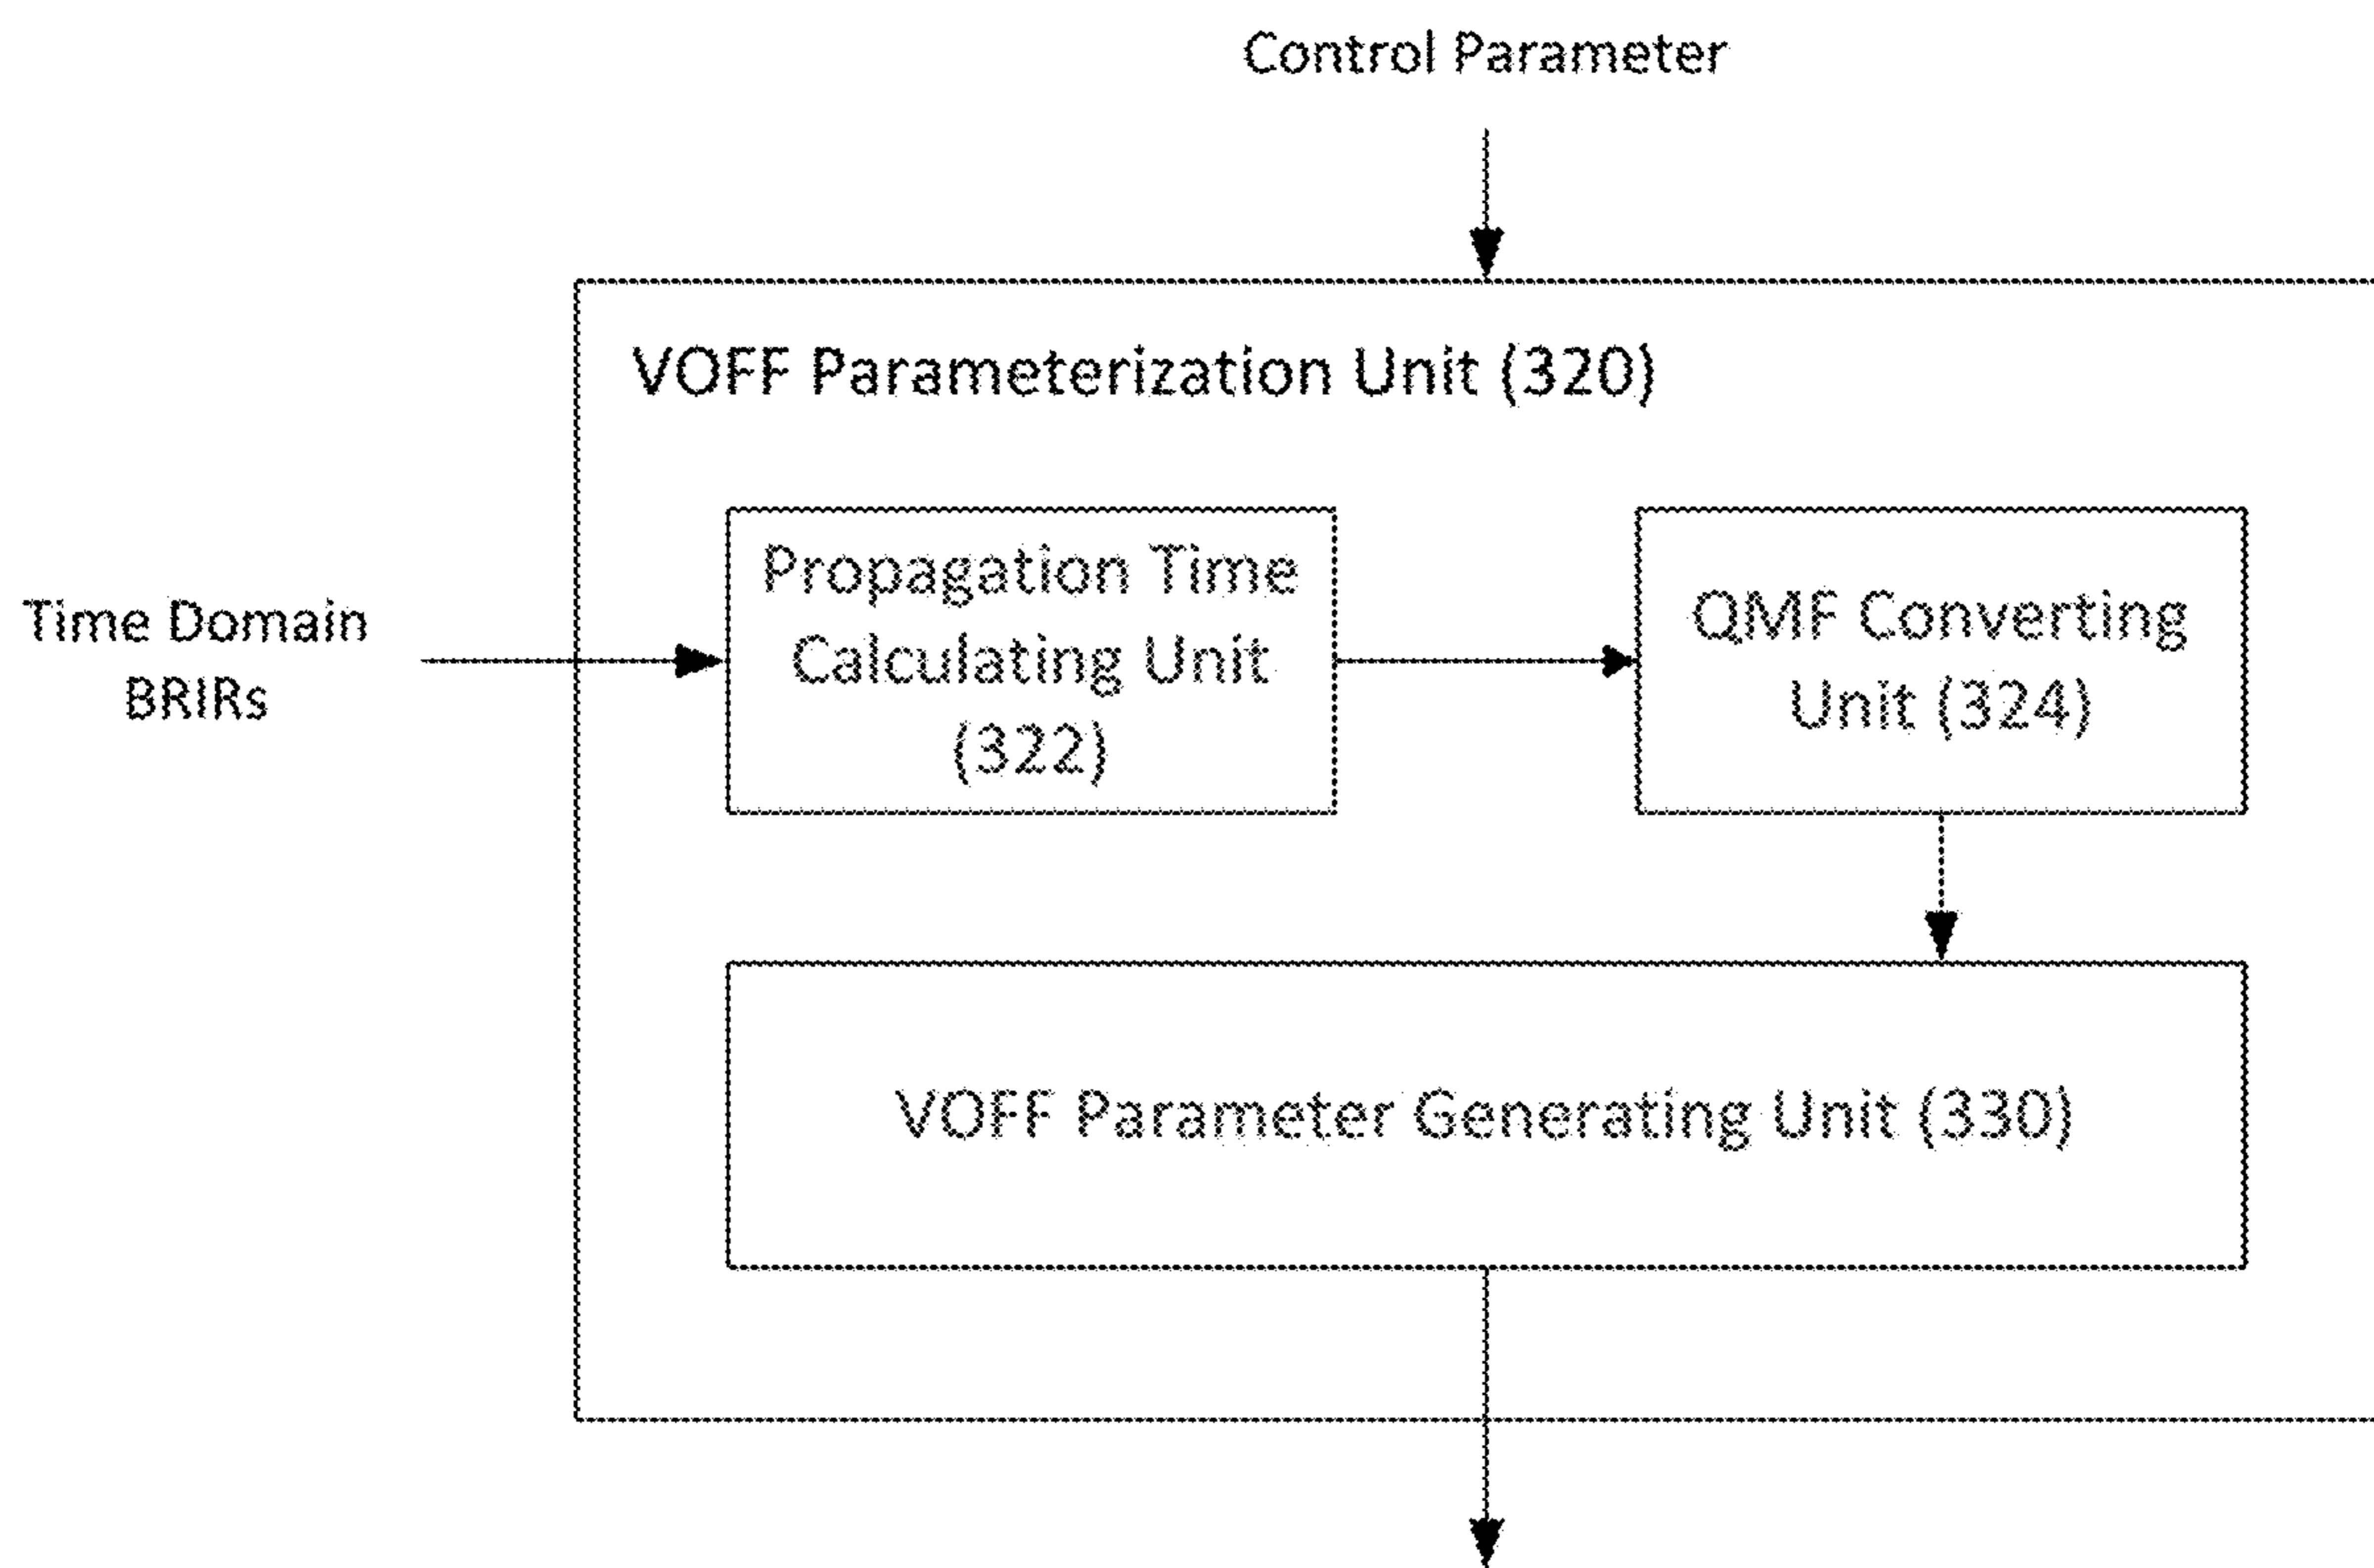 Control Parameter
VOFF Parameterization Unit (320)
Time Domain
BRIRs
Propagation Time
Calculating Unit
(322)
QMF Converting
Unit (324)
VOFF Parameter Generating Unit (330)